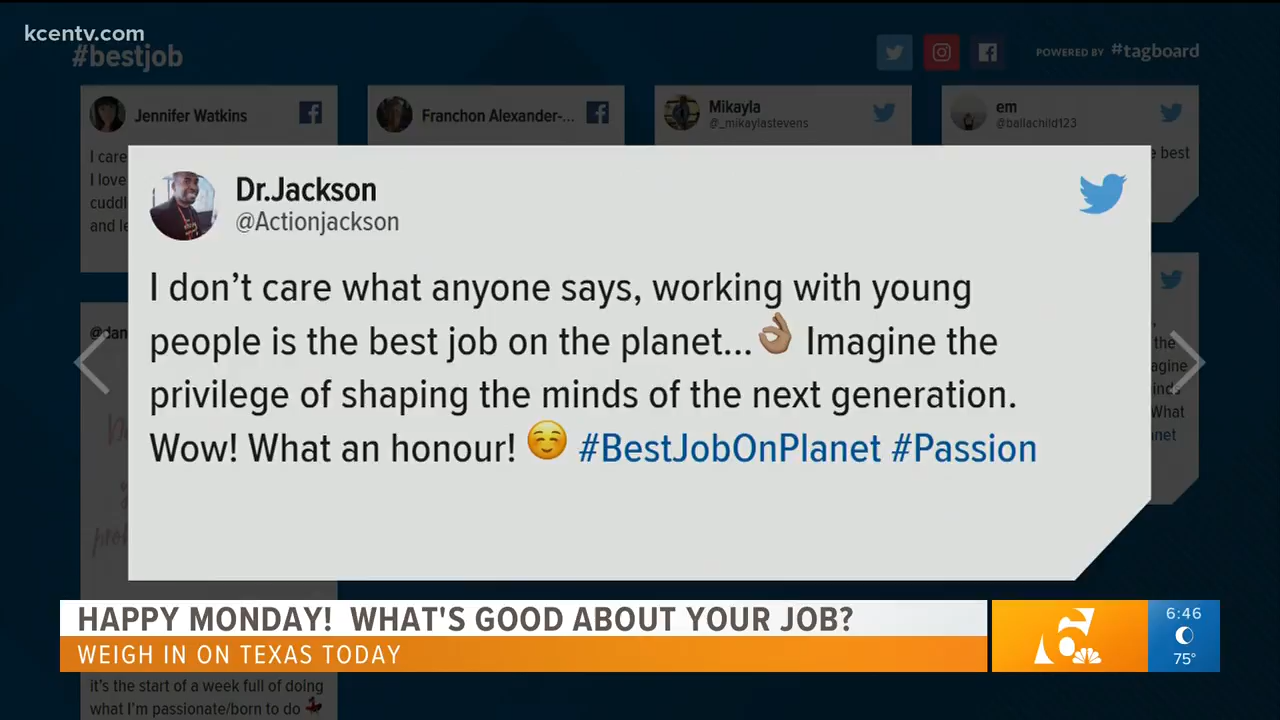 kcentv.com
#bestjob
POWERED BY #tagboard
Jennifer Watkins
Franchon Alexander-...
Mikayla
@_mikaylastevens
em
@ballachild123
I care
I love
cuddl
and le
e best
Dr.Jackson
@Actionjackson
I don’t care what anyone says, working with young
people is the best job on the planet...👌🏽 Imagine the
privilege of shaping the minds of the next generation.
Wow! What an honour! ☺️ #BestJobOnPlanet #Passion
@dan
the
agine
inds
What
anet
HAPPY MONDAY! WHAT'S GOOD ABOUT YOUR JOB?
WEIGH IN ON TEXAS TODAY
6
6:46
75°
it’s the start of a week full of doing
what I’m passionate/born to do 💃